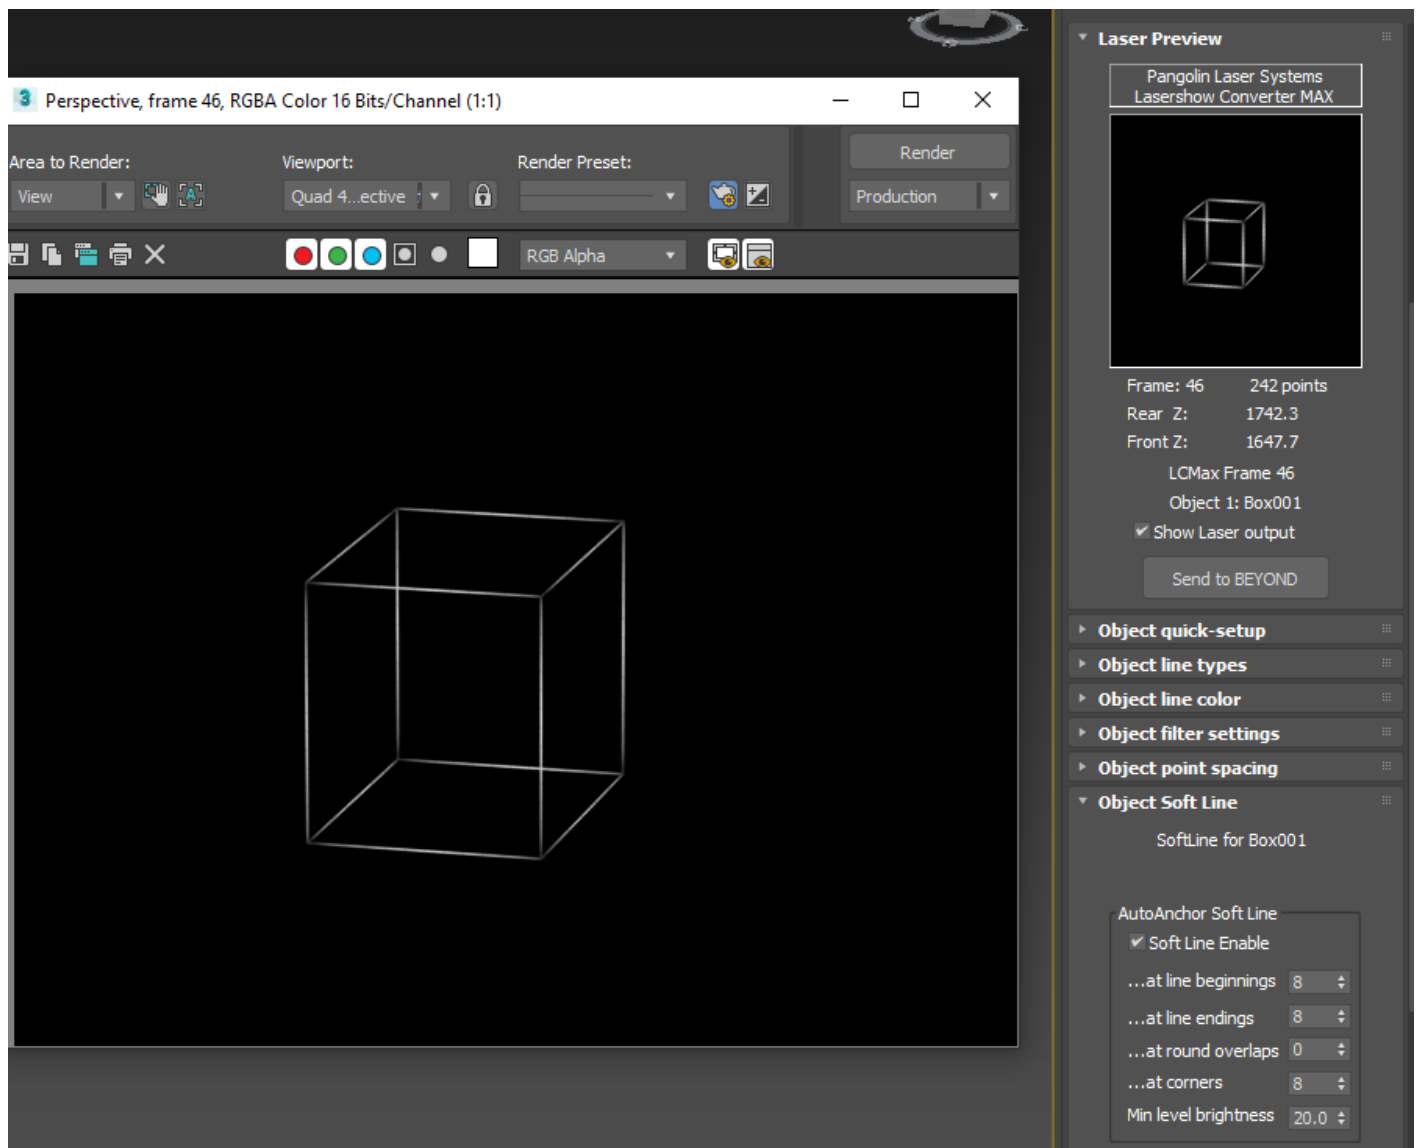 Perspective, frame 46, RGBA Color 16 Bits/Channel (1:1)
Area to Render:
Viewport:
Render Preset:
Render
View
Quad 4...ective
Production
RGB Alpha
Laser Preview
Pangolin Laser Systems
Lasershow Converter MAX
Frame: 46 242 points
Rear Z: 1742.3
Front Z: 1647.7
LCMax Frame 46
Object 1: Box001
Show Laser output
Send to BEYOND
Object quick-setup
Object line types
Object line color
Object filter settings
Object point spacing
Object Soft Line
SoftLine for Box001
AutoAnchor Soft Line
Soft Line Enable
...at line beginnings 8
...at line endings 8
...at round overlaps 0
...at corners 8
Min level brightness 20.0